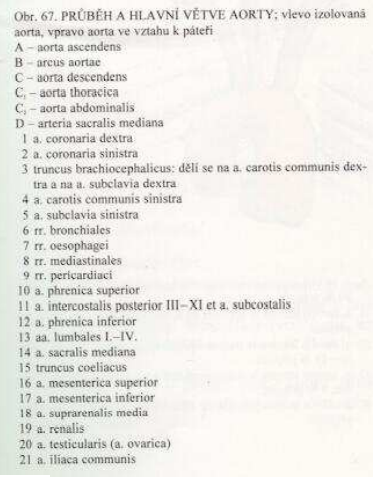 Obr. 67. PRŮBĚH A HLAVNÍ VĚTVE AORTY; vlevo izolovaná
aorta, vpravo aorta ve vztahu k páteři
A – aorta ascendens
B – arcus aortae
C – aorta descendens
C, – aorta thoracica
C, – aorta abdominalis
D – arteria sacralis mediana
1 a. coronaria dextra
2 a. coronaria sinistra
3 truncus brachiocephalicus: dělí se na a. carotis communis dex-
tra a na a. subclavia dextra
4 a. carotis communis sinistra
5 a. subclavia sinistra
6 rr. bronchiales
7 rr. oesophagei
8 rr. mediastinales
9 rr. pericardiaci
10 a. phrenica superior
11 a. intercostalis posterior III–XI et a. subcostalis
12 a. phrenica inferior
13 aa. lumbales I.–IV.
14 a. sacralis mediana
15 truncus coeliacus
16 a. mesenterica superior
17 a. mesenterica inferior
18 a. suprarenalis media
19 a. renalis
20 a. testicularis (a. ovarica)
21 a. iliaca communis